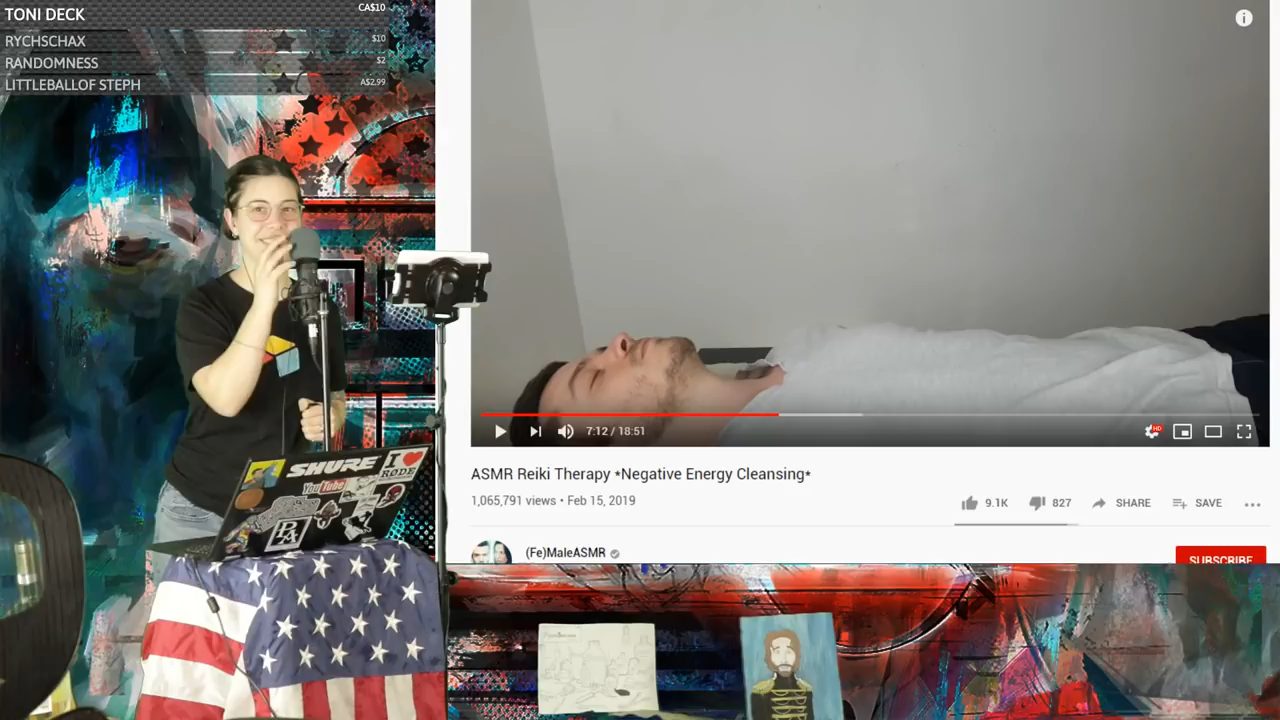 TONI DECK
CA$10
RYCHSCHAX
$10
RANDOMNESS
$2
LITTLEBALLOF STEPH
A$2.99
7:12 / 18:51
HD
ASMR Reiki Therapy *Negative Energy Cleansing*
1,065,791 views • Feb 15, 2019
9.1K
827
SHARE
SAVE
(Fe)MaleASMR
SUBSCRIBE
SHURE
I
RØDE
YouTube